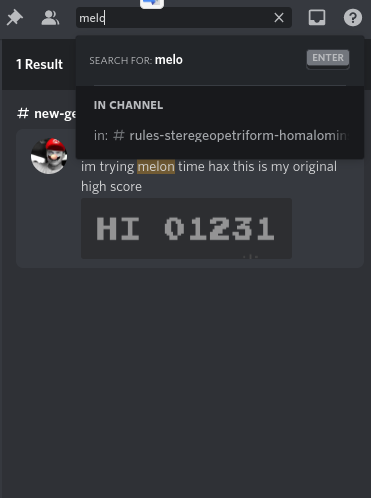 melo
SEARCH FOR: melo
ENTER
1 Result
IN CHANNEL
# new-ge
in: # rules-steregeopetriform-homalomin
im trying melon time hax this is my original
high score
HI 01231